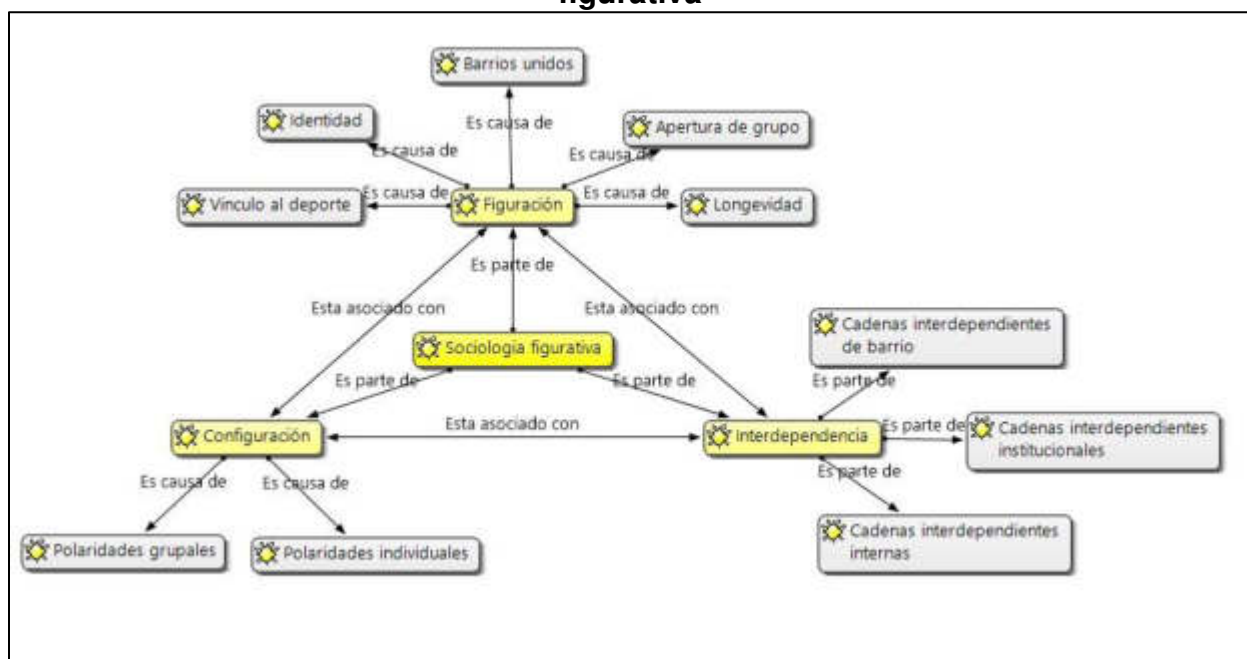 figurativa
Barrios unidos
Es causa de
Identidad
Apertura de grupo
Es causa de
Es causa de
Vinculo al deporte
Es causa de
Figuración
Es causa de
Longevidad
Es parte de
Esta asociado con
Esta asociado con
Cadenas interdependientes
de barrio
Sociologia figurativa
Es parte de
Es parte de
Es parte de
Configuración
Esta asociado con
Interdependencia
Es parte de
Cadenas interdependientes
institucionales
Es causa de
Es causa de
Es parte de
Cadenas interdependientes
internas
Polaridades grupales
Polaridades individuales